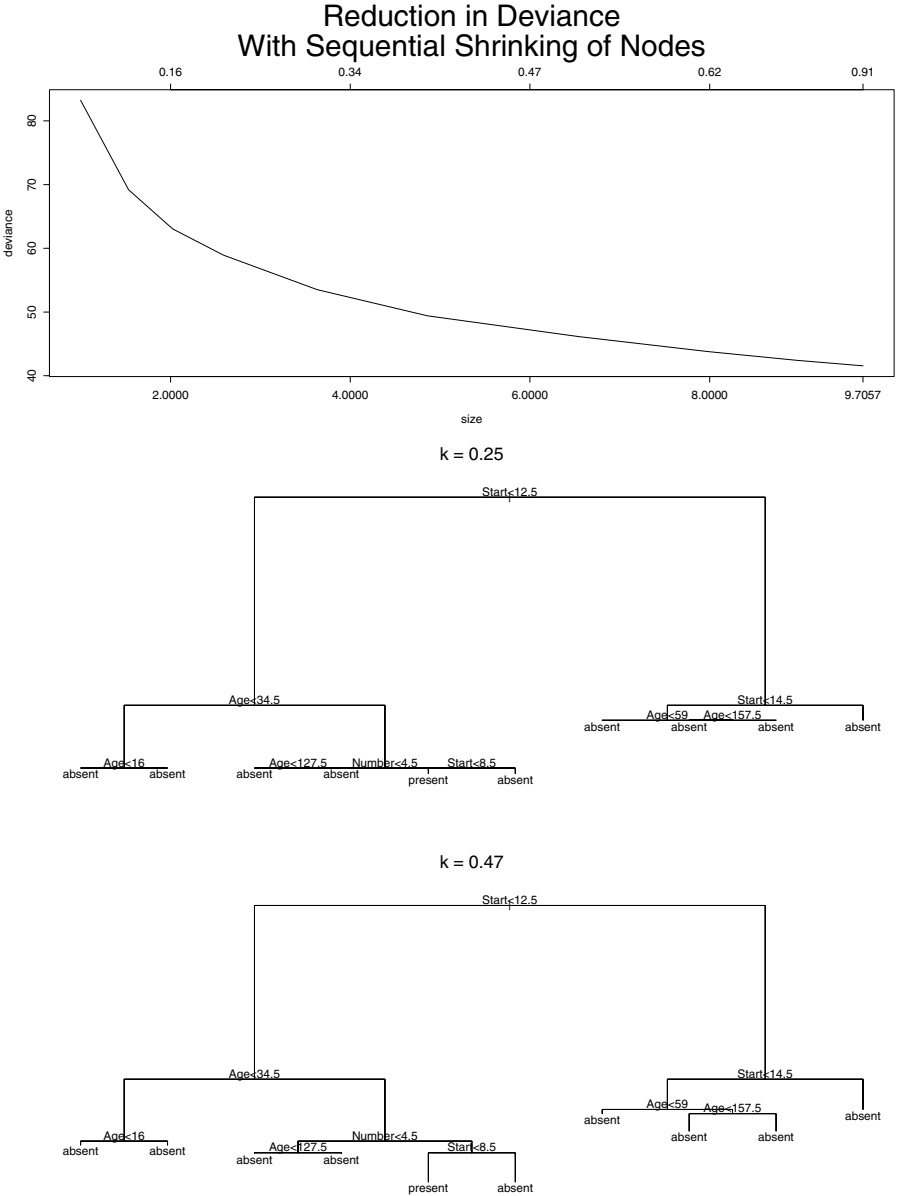 Reduction in Deviance
With Sequential Shrinking of Nodes
0.16 0.34 0.47 0.62 0.91
80
70
60
50
40
deviance
2.0000 4.0000 6.0000 8.0000 9.7057
size
k = 0.25
Start<12.5
Age<34.5 Start<14.5
Age<59 Age<157.5
absent absent absent absent
Age<16 Age<127.5 Number<4.5 Start<8.5
absent absent absent absent present absent
k = 0.47
Start<12.5
Age<34.5 Start<14.5
Age<59 Age<157.5
absent absent
absent absent
Age<16 Number<4.5
Age<127.5 Start<8.5
absent absent absent absent
present absent